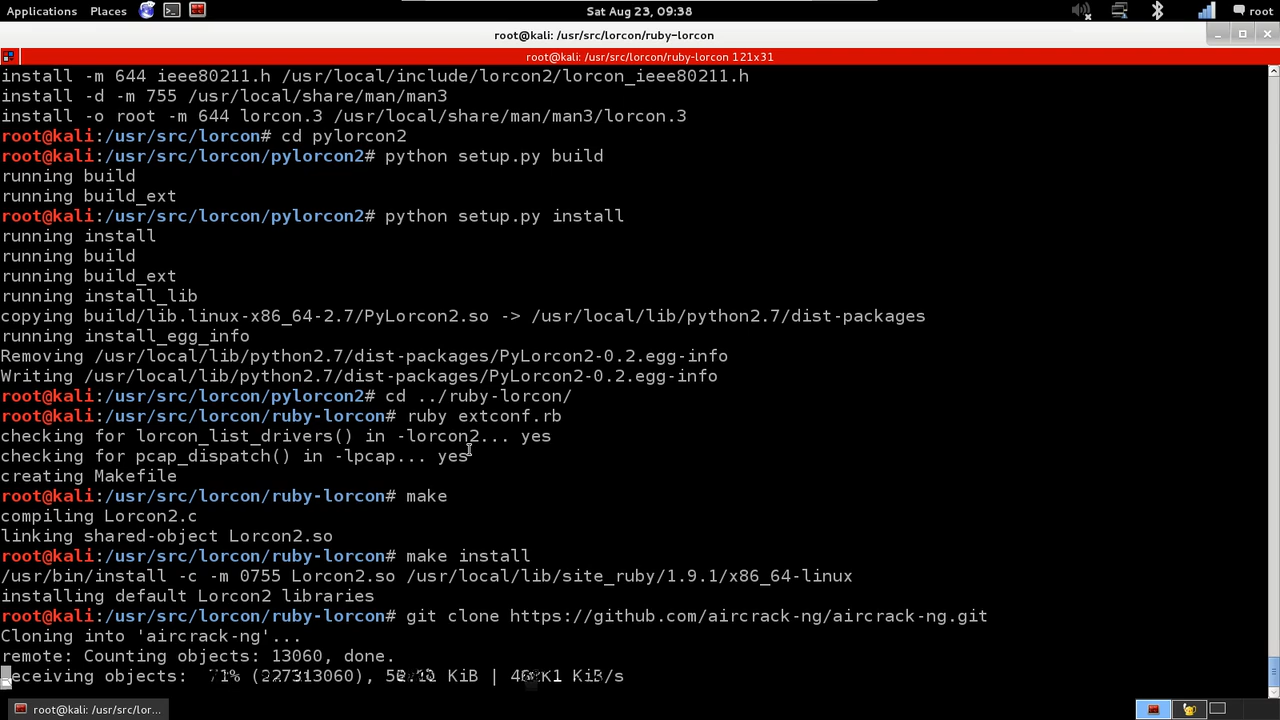 Applications Places Sat Aug 23, 09:38 root
root@kali: /usr/src/lorcon/ruby-lorcon
root@kali: /usr/src/lorcon/ruby-lorcon 121x31
install -m 644 ieee80211.h /usr/local/include/lorcon2/lorcon_ieee80211.h
install -d -m 755 /usr/local/share/man/man3
install -o root -m 644 lorcon.3 /usr/local/share/man/man3/lorcon.3
root@kali:/usr/src/lorcon# cd pylorcon2
root@kali:/usr/src/lorcon/pylorcon2# python setup.py build
running build
running build_ext
root@kali:/usr/src/lorcon/pylorcon2# python setup.py install
running install
running build
running build_ext
running install_lib
copying build/lib.linux-x86_64-2.7/PyLorcon2.so -> /usr/local/lib/python2.7/dist-packages
running install_egg_info
Removing /usr/local/lib/python2.7/dist-packages/PyLorcon2-0.2.egg-info
Writing /usr/local/lib/python2.7/dist-packages/PyLorcon2-0.2.egg-info
root@kali:/usr/src/lorcon/pylorcon2# cd ../ruby-lorcon/
root@kali:/usr/src/lorcon/ruby-lorcon# ruby extconf.rb
checking for lorcon_list_drivers() in -lorcon2... yes
checking for pcap_dispatch() in -lpcap... yes
creating Makefile
root@kali:/usr/src/lorcon/ruby-lorcon# make
compiling Lorcon2.c
linking shared-object Lorcon2.so
root@kali:/usr/src/lorcon/ruby-lorcon# make install
/usr/bin/install -c -m 0755 Lorcon2.so /usr/local/lib/site_ruby/1.9.1/x86_64-linux
installing default Lorcon2 libraries
root@kali:/usr/src/lorcon/ruby-lorcon# git clone https://github.com/aircrack-ng/aircrack-ng.git
Cloning into 'aircrack-ng'...
remote: Counting objects: 13060, done.
eceiving objects: KiB |
root@kali: /usr/src/lor...